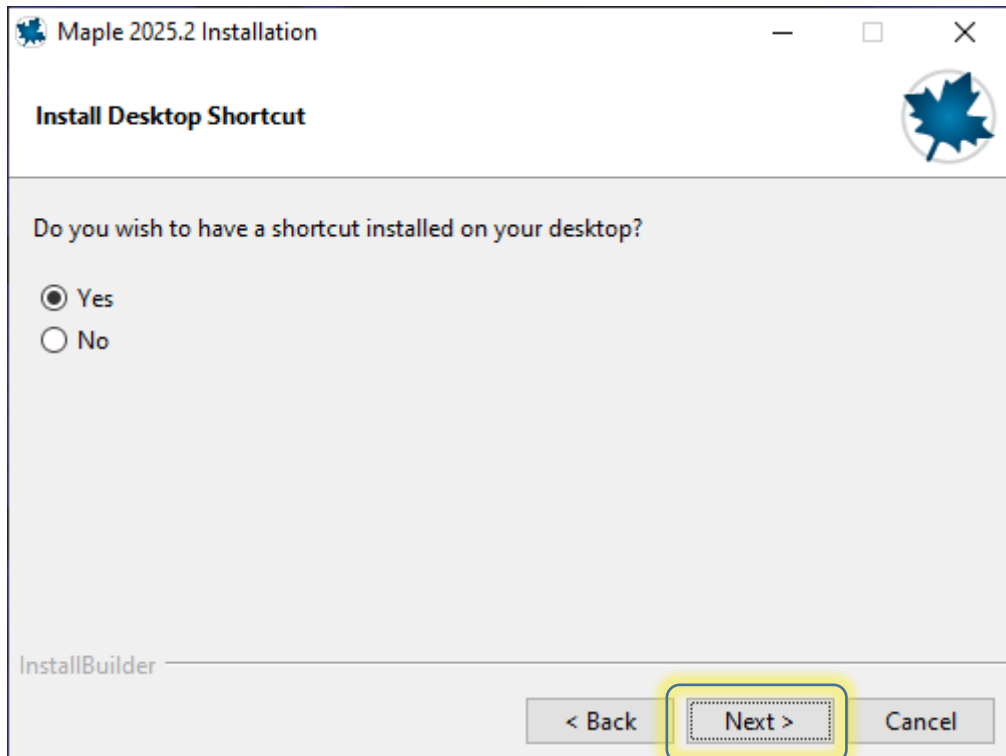 Maple 2025.2 Installation
Install Desktop Shortcut
Do you wish to have a shortcut installed on your desktop?
Yes
No
InstallBuilder
< Back Next > Cancel